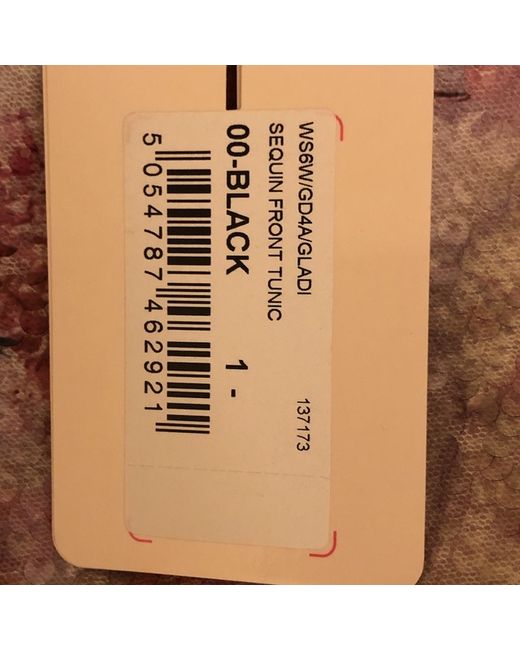 WS6W/GD4A/GLADI
SEQUIN FRONT TUNIC
137173
00-BLACK 1 -
5 054787 462921